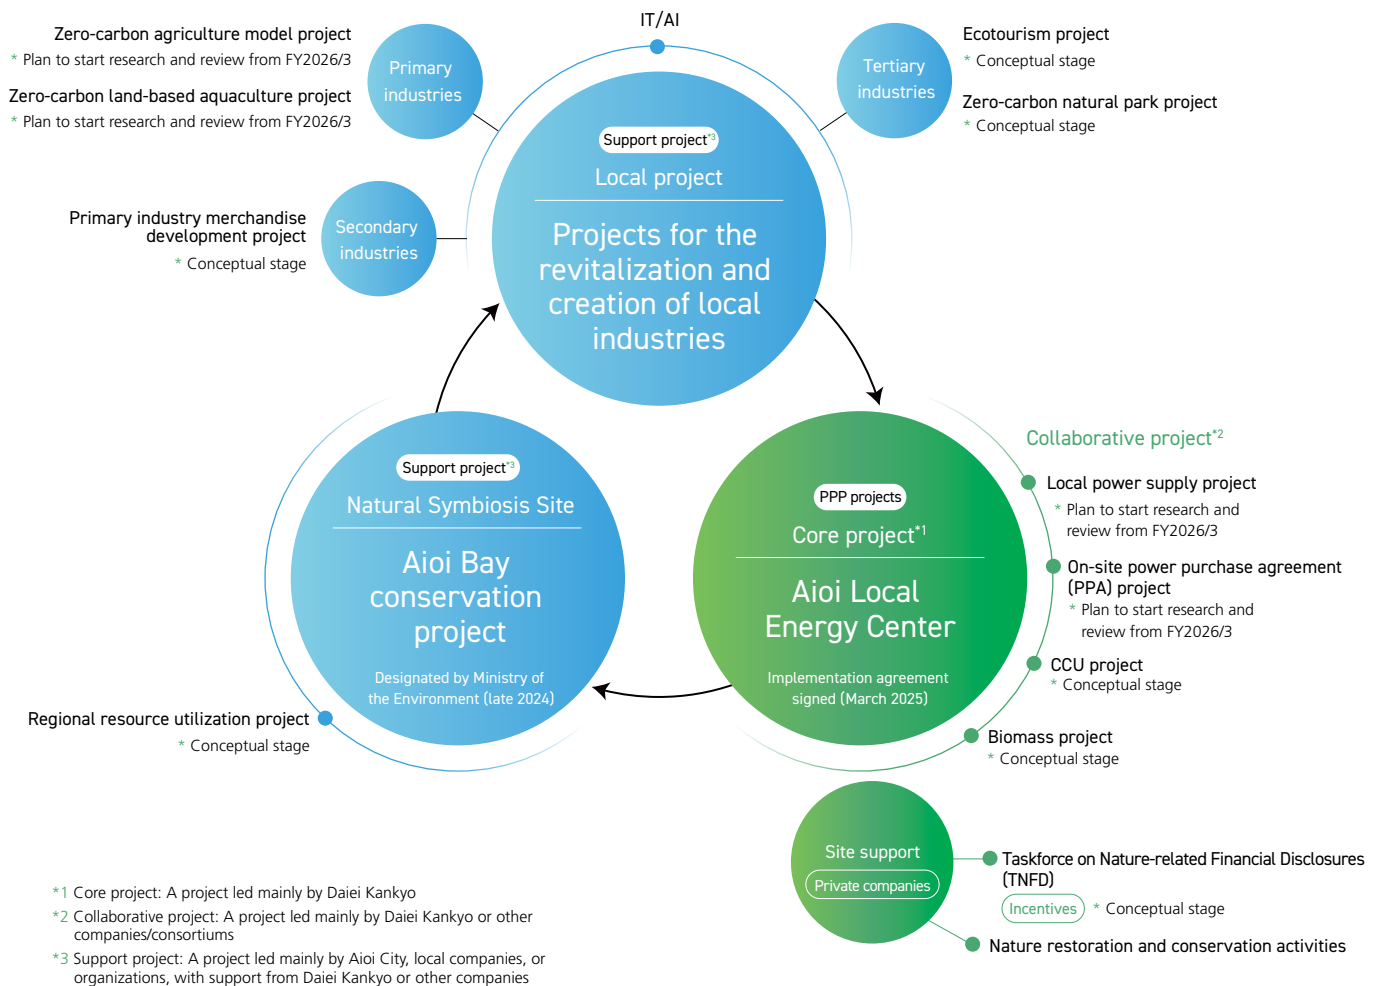 IT/AI
Zero-carbon agriculture model project
* Plan to start research and review from FY2026/3
Zero-carbon land-based aquaculture project
* Plan to start research and review from FY2026/3
Primary
industries
Tertiary
industries
Ecotourism project
* Conceptual stage
Zero-carbon natural park project
* Conceptual stage
Primary industry merchandise
development project
* Conceptual stage
Secondary
industries
Support project*3
Local project
Projects for the
revitalization and
creation of local
industries
Support project*3
Natural Symbiosis Site
Aioi Bay
conservation
project
Designated by Ministry of
the Environment (late 2024)
Regional resource utilization project
* Conceptual stage
PPP projects
Core project*1
Aioi Local
Energy Center
Implementation agreement
signed (March 2025)
Collaborative project*2
Local power supply project
* Plan to start research and
review from FY2026/3
On-site power purchase agreement
(PPA) project
* Plan to start research and
review from FY2026/3
CCU project
* Conceptual stage
Biomass project
* Conceptual stage
Site support
Private companies
Taskforce on Nature-related Financial Disclosures
(TNFD)
Incentives * Conceptual stage
Nature restoration and conservation activities
*1 Core project: A project led mainly by Daiei Kankyo
*2 Collaborative project: A project led mainly by Daiei Kankyo or other
companies/consortiums
*3 Support project: A project led mainly by Aioi City, local companies, or
organizations, with support from Daiei Kankyo or other companies